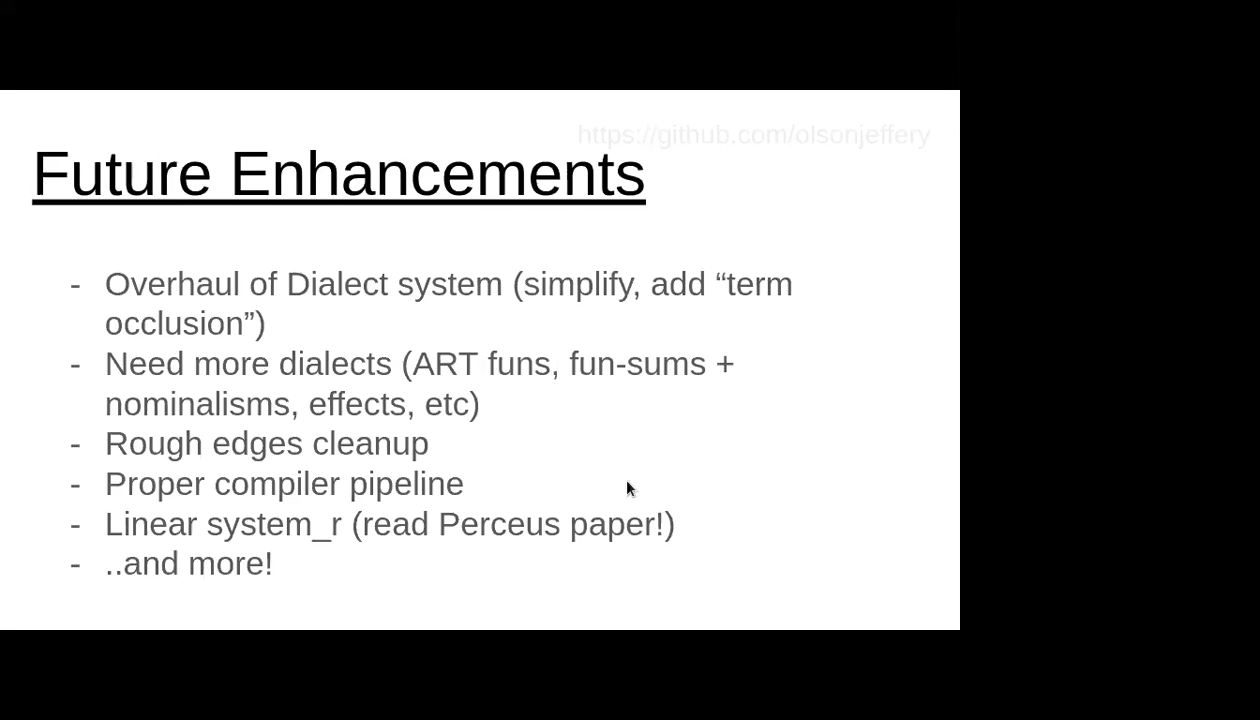 https://github.com/olsonjeffery
Future Enhancements
- Overhaul of Dialect system (simplify, add “term
occlusion”)
- Need more dialects (ART funs, fun-sums +
nominalisms, effects, etc)
- Rough edges cleanup
- Proper compiler pipeline
- Linear system_r (read Perceus paper!)
- ..and more!